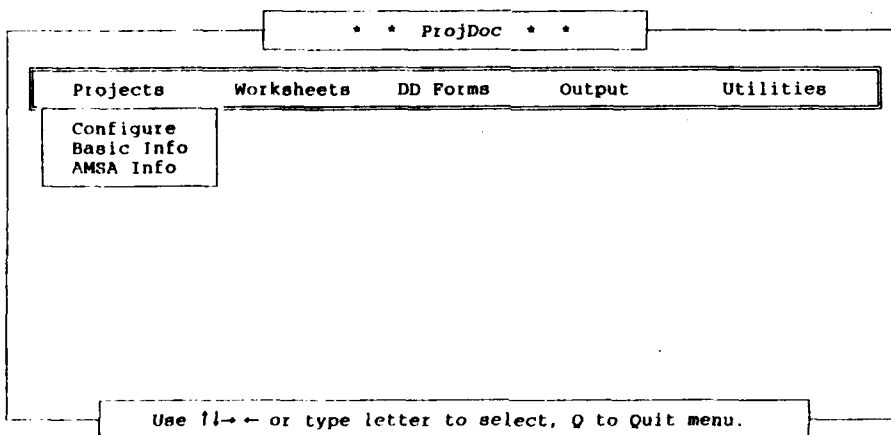 * * ProjDoc * *
Projects Worksheets DD Forms Output Utilities
Configure
Basic Info
AMSA Info
Use ↑↓→ ← or type letter to select, Q to Quit menu.